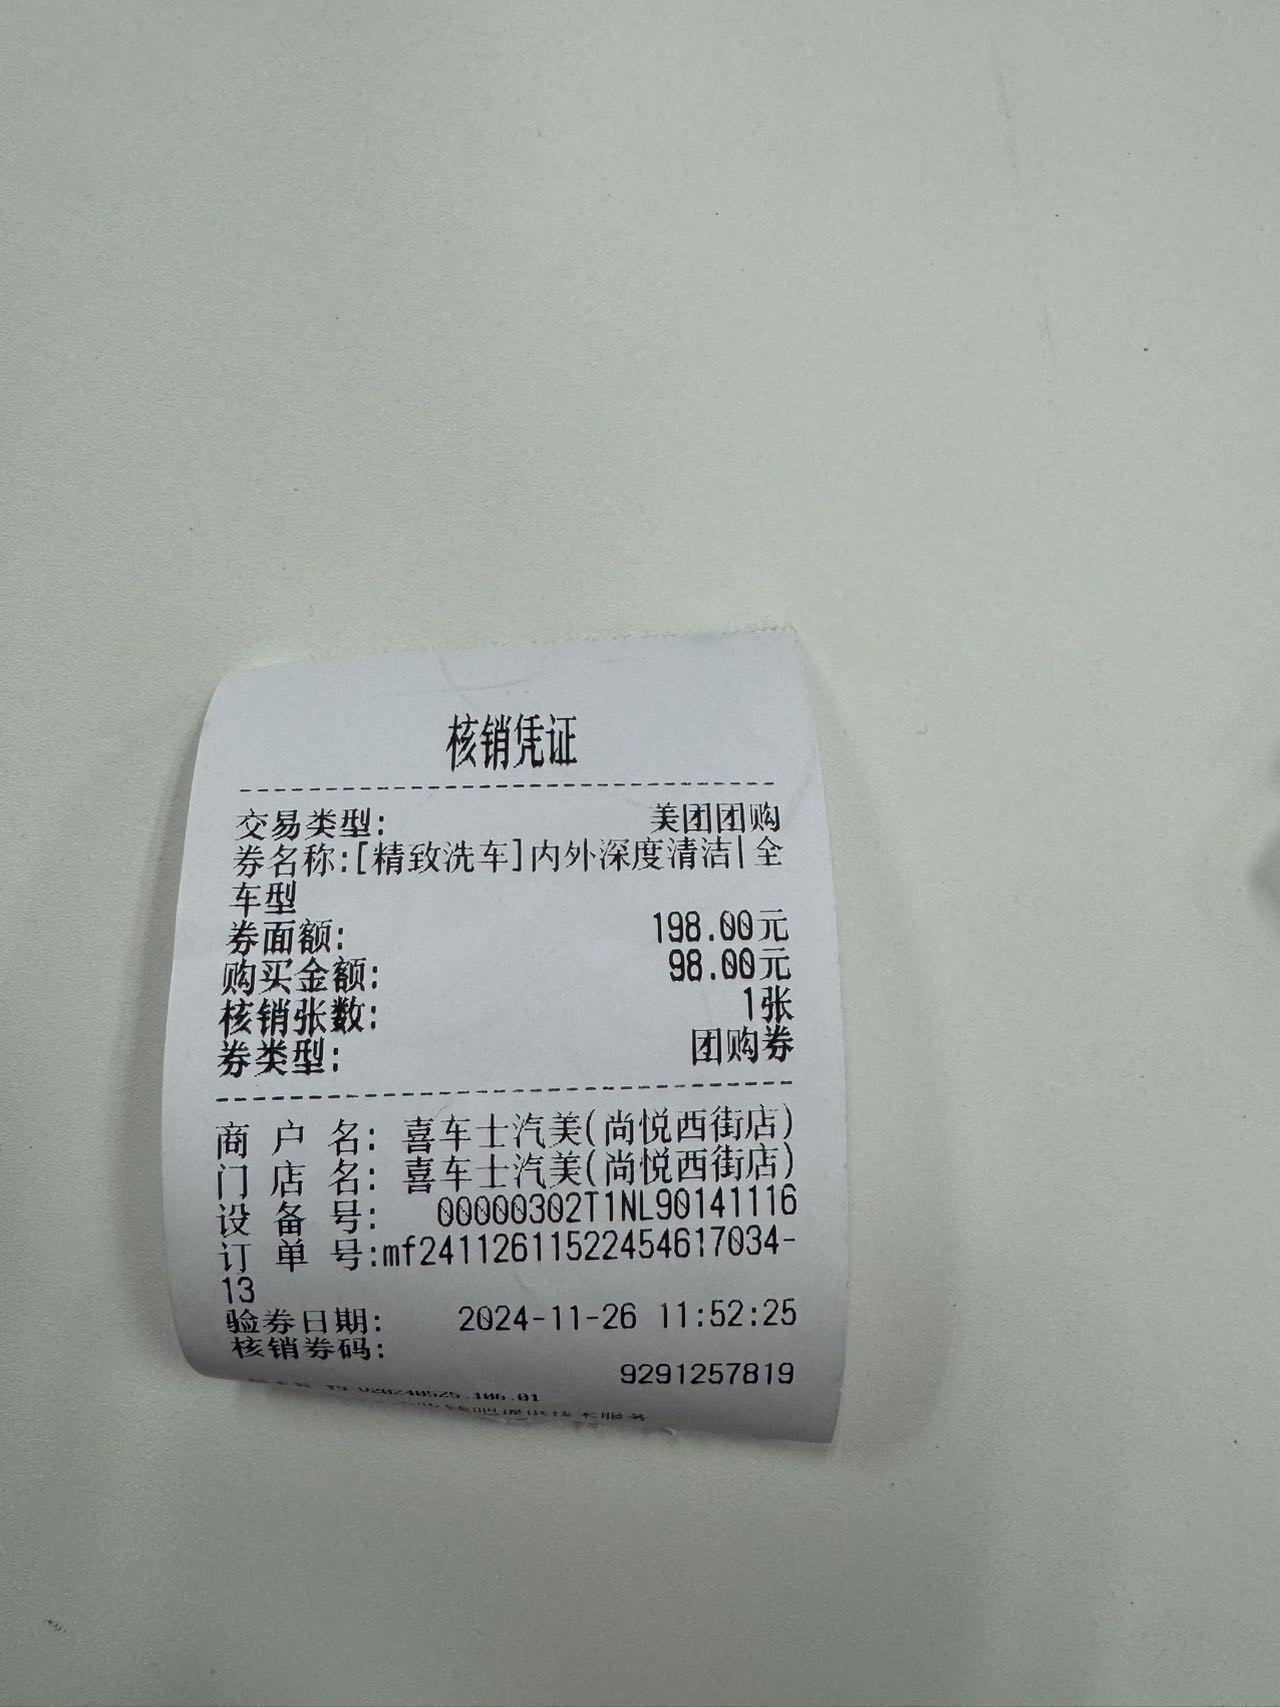 核销凭证
交易类型: 美团团购
券名称:[精致洗车]内外深度清洁|全
车型
券面额: 198.00元
购买金额: 98.00元
核销张数: 1张
券类型: 团购券
商 户 名: 喜车士汽美(尚悦西街店)
门 店 名: 喜车士汽美(尚悦西街店)
设 备 号: 00000302T1NL90141116
订 单 号:mf24112611522454617034-
13
验券日期: 2024-11-26 11:52:25
核销券码:
9291257819
技术服务